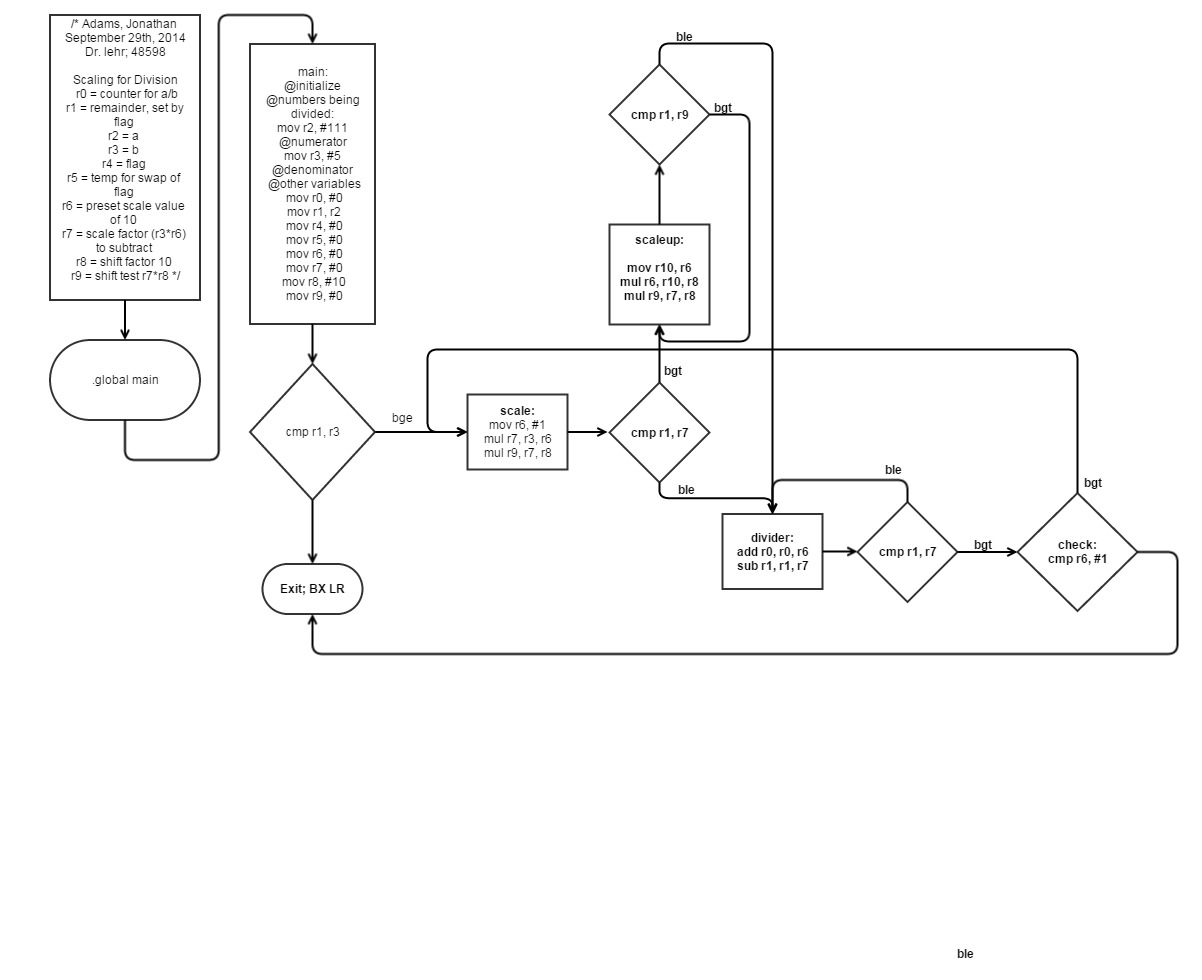 /* Adams, Jonathan
September 29th, 2014
Dr. lehr; 48598
Scaling for Division
r0 = counter for a/b
r1 = remainder, set by
flag
r2 = a
r3 = b
r4 = flag
r5 = temp for swap of
flag
r6 = preset scale value
of 10
r7 = scale factor (r3*r6)
to subtract
r8 = shift factor 10
r9 = shift test r7*r8 */
.global main
main:
@initialize
@numbers being
divided:
mov r2, #111
@numerator
mov r3, #5
@denominator
@other variables
mov r0, #0
mov r1, r2
mov r4, #0
mov r5, #0
mov r6, #0
mov r7, #0
mov r8, #10
mov r9, #0
cmp r1, r3
bge
Exit; BX LR
scale:
mov r6, #1
mul r7, r3, r6
mul r9, r7, r8
cmp r1, r7
bgt
ble
scaleup:
mov r10, r6
mul r6, r10, r8
mul r9, r7, r8
cmp r1, r9
ble
bgt
divider:
add r0, r0, r6
sub r1, r1, r7
cmp r1, r7
ble
bgt
check:
cmp r6, #1
bgt
ble